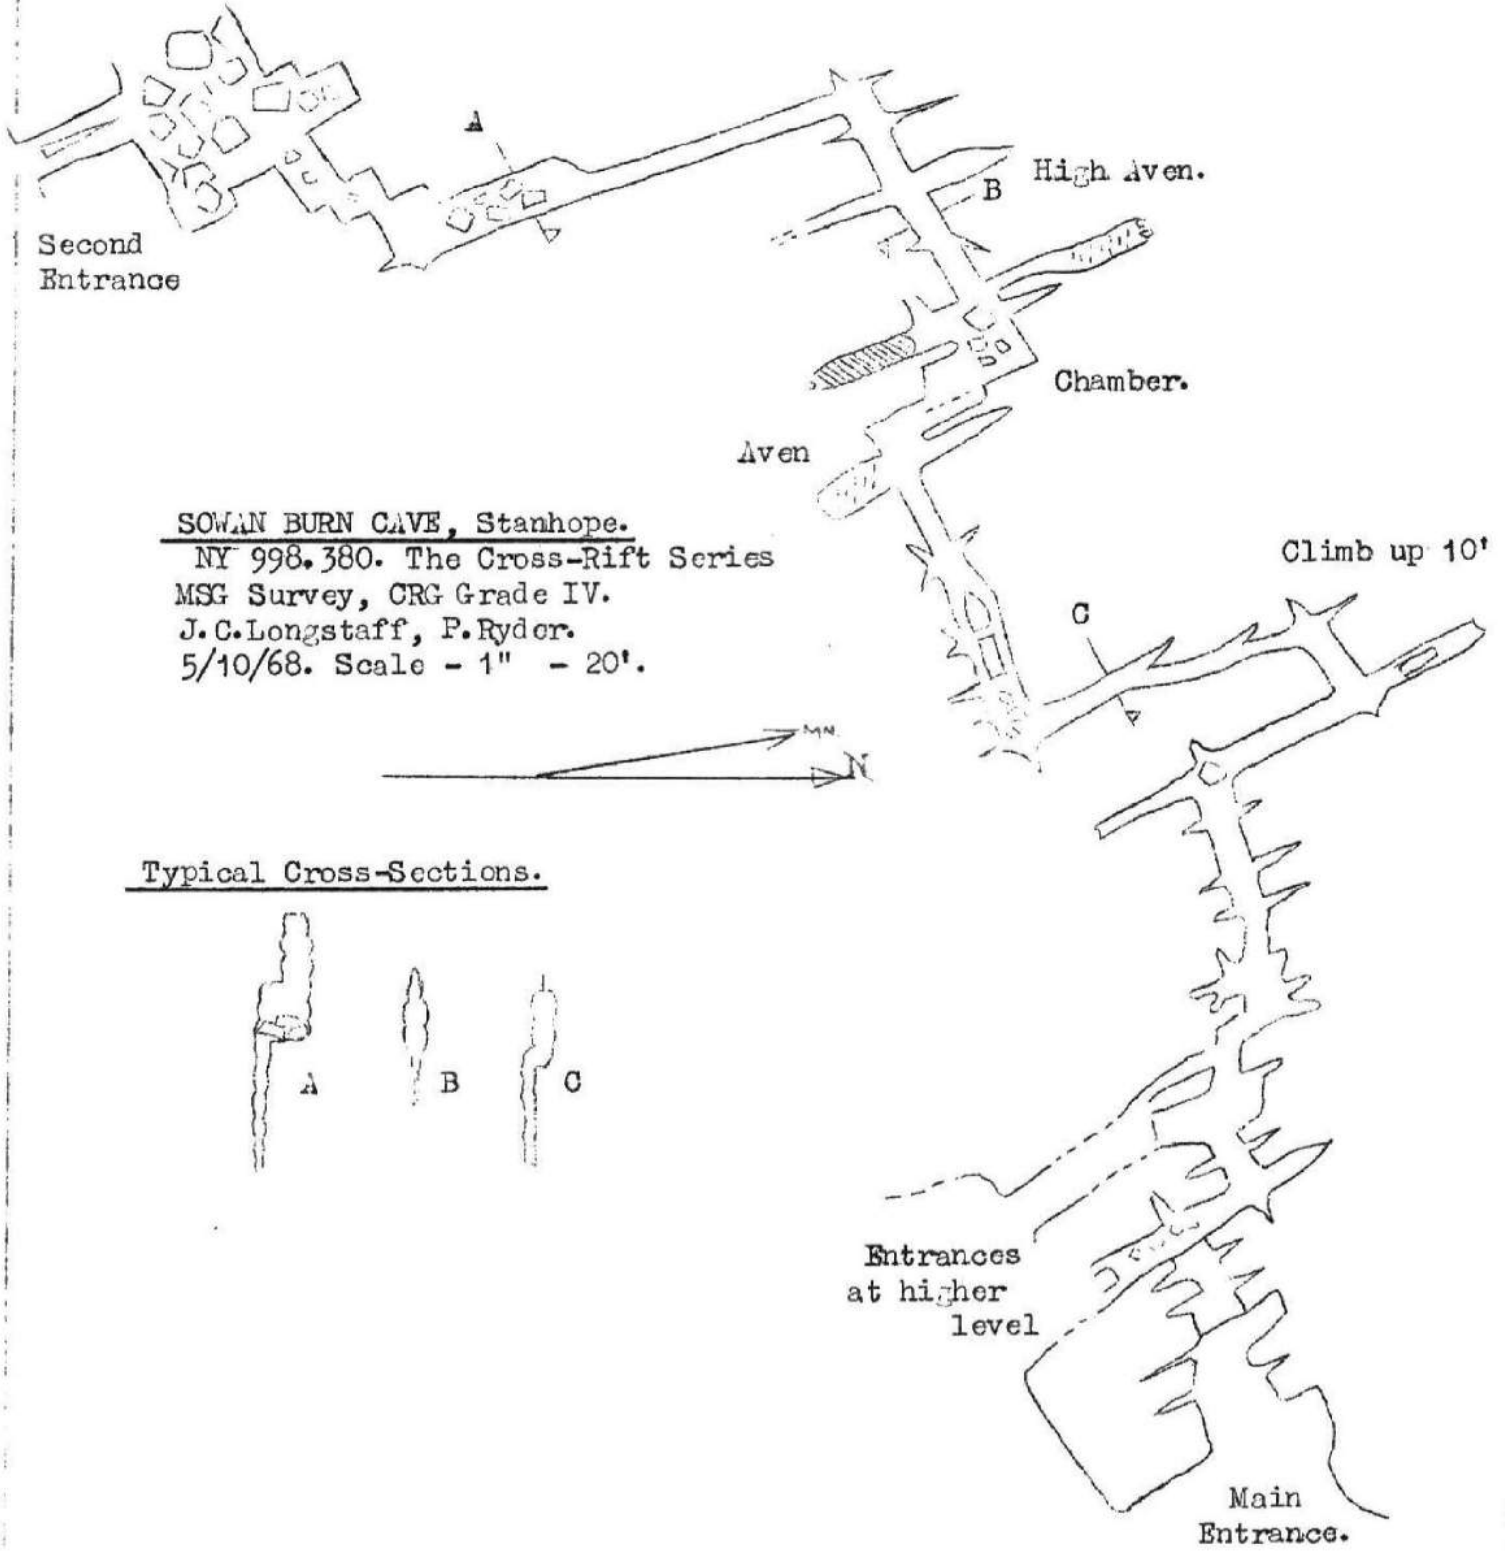 A
High Aven.
B
Second
Entrance
Chamber.
Aven
SOWAN BURN CAVE, Stanhope.
NY 998.380. The Cross-Rift Series
MSG Survey, CRG Grade IV.
J.C.Longstaff, P.Ryder.
5/10/68. Scale - 1" - 20'.
Climb up 10'
C
MN.
N
Typical Cross-Sections.
A
B
C
Entrances
at higher
level
Main
Entrance.